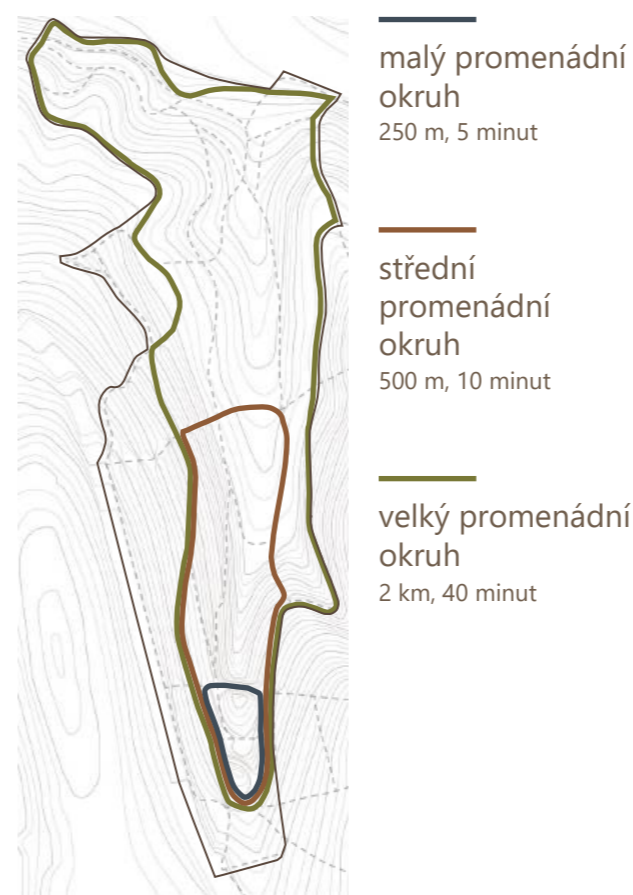 malý promenádní
okruh
250 m, 5 minut
střední
promenádní
okruh
500 m, 10 minut
velký promenádní
okruh
2 km, 40 minut